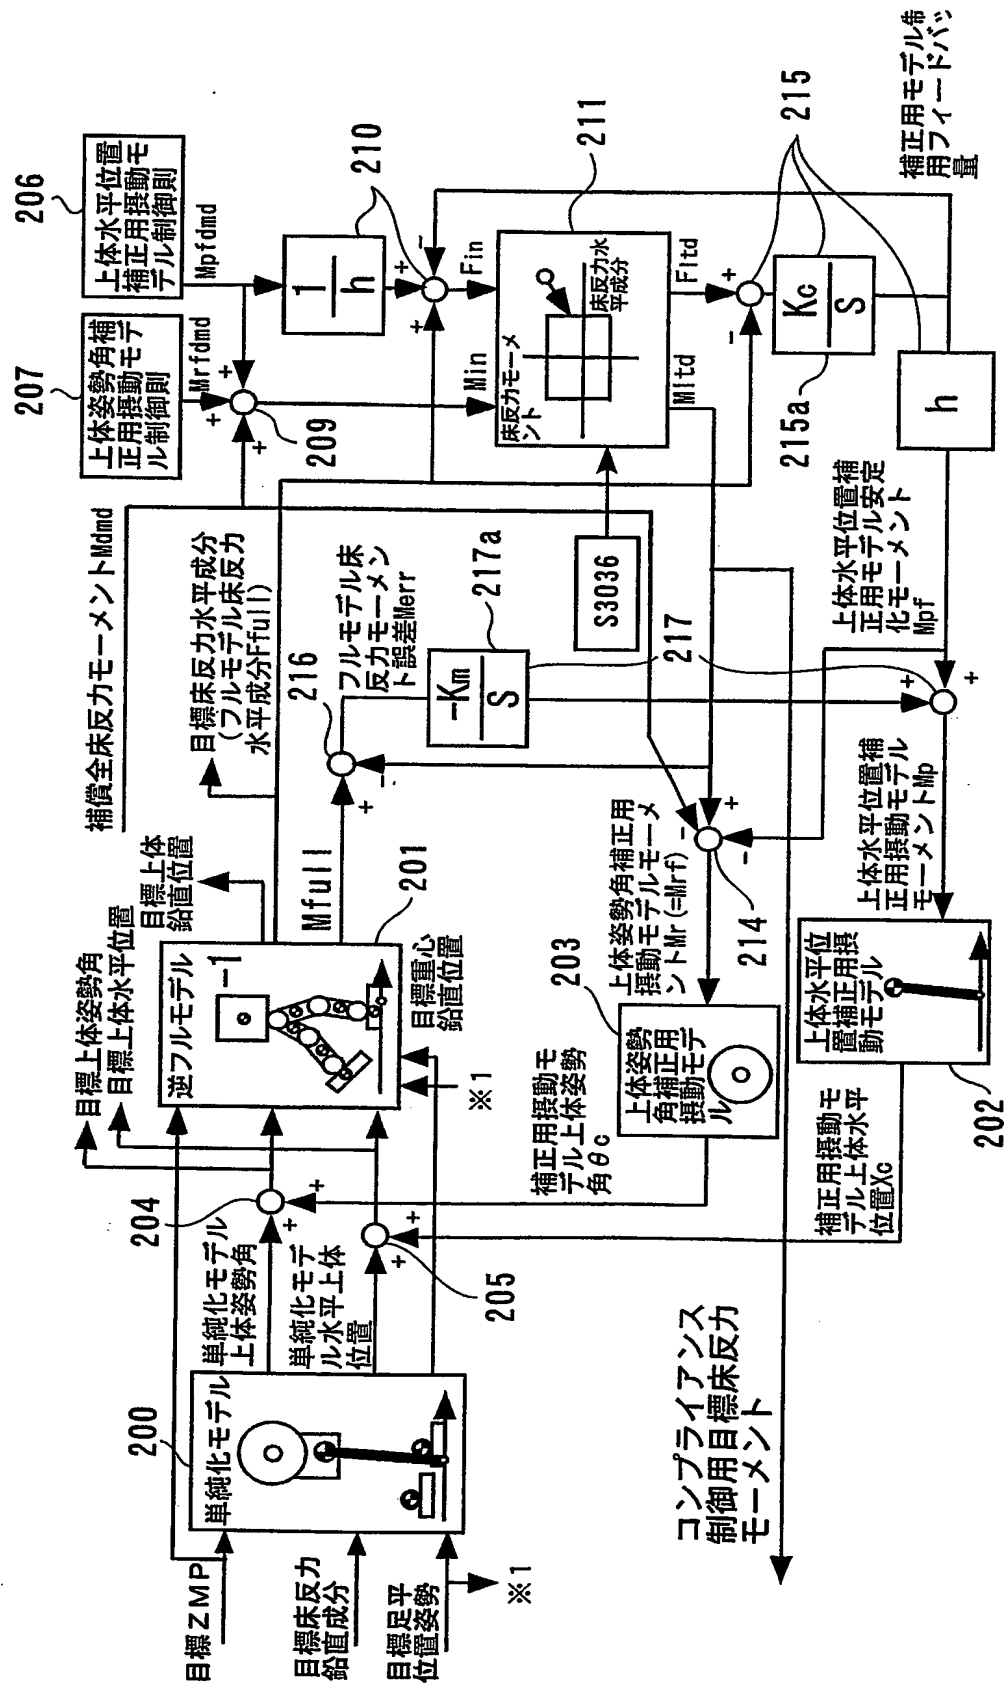 目標ZMP
目標床反力
鉛直成分
目標足平
位置姿勢
※1
200
単純化モデル
単純化モデル
上体姿勢角
単純化モデ
ル水平上体
位置
204
205
目標上体姿勢角
目標上体水平位置
目標上体
鉛直位置
逆フルモデル
-1
201
目標重心
鉛直位置
※1
Mfull
補償全床反力モーメントMdmd
目標床反力水平成分
(フルモデル床反力
水平成分Ffull)
216
フルモデル床
反力モーメン
ト誤差Merr
-Km
S
217a
217
207
上体姿勢角補
正用摂動モデ
ル制御則
Mrfdmd
206
上体水平位置
補正用摂動モ
デル制御則
Mpfdmd
209
1
h
210
Fin
Min
211
床反力モーメ
ント
床反力水
平成分
S3036
Fltd
Mltd
215
Kc
S
215a
h
補正用モデル制
用フィードバッ
量
上体水平位置補
正用モデル安定
化モーメント
Mpf
上体水平位置補
正用摂動モデル
モーメントMp
上体姿勢角補正用
摂動モデルモーメ
ントMr(=Mrf)
214
203
上体姿勢
角補正用
摂動モデ
ル
補正用摂動モ
デル上体姿勢
角θc
上体水平位
置補正用摂
動モデル
202
補正用摂動モ
デル上体水平
位置Xc
コンプライアンス
制御用目標床反力
モーメント